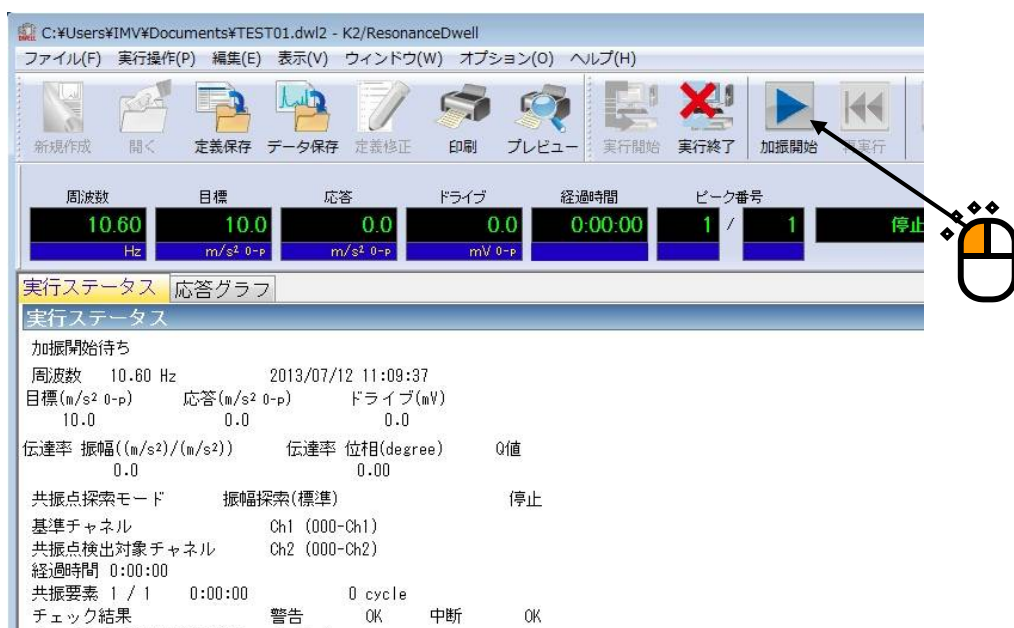 C:¥Users¥IMV¥Documents¥TEST01.dwl2 - K2/ResonanceDwell
ファイル(F) 実行操作(P) 編集(E) 表示(V) ウィンドウ(W) オプション(O) ヘルプ(H)
新規作成 開く 定義保存 データ保存 定義修正 印刷 プレビュー 実行開始 実行終了 加振開始 再実行
周波数 目標 応答 ドライブ 経過時間 ピーク番号
10.60 10.0 0.0 0.0 0:00:00 1 / 1 停止
Hz m/s² 0-p m/s² 0-p mV 0-p
実行ステータス 応答グラフ
実行ステータス
加振開始待ち
周波数 10.60 Hz 2013/07/12 11:09:37
目標(m/s² 0-p) 応答(m/s² 0-p) ドライブ(mV)
10.0 0.0 0.0
伝達率 振幅((m/s²)/(m/s²)) 伝達率 位相(degree) Q値
0.0 0.00
共振点探索モード 振幅探索(標準) 停止
基準チャネル Ch1 (000-Ch1)
共振点検出対象チャネル Ch2 (000-Ch2)
経過時間 0:00:00
共振要素 1 / 1 0:00:00 0 cycle
チェック結果 警告 OK 中断 OK